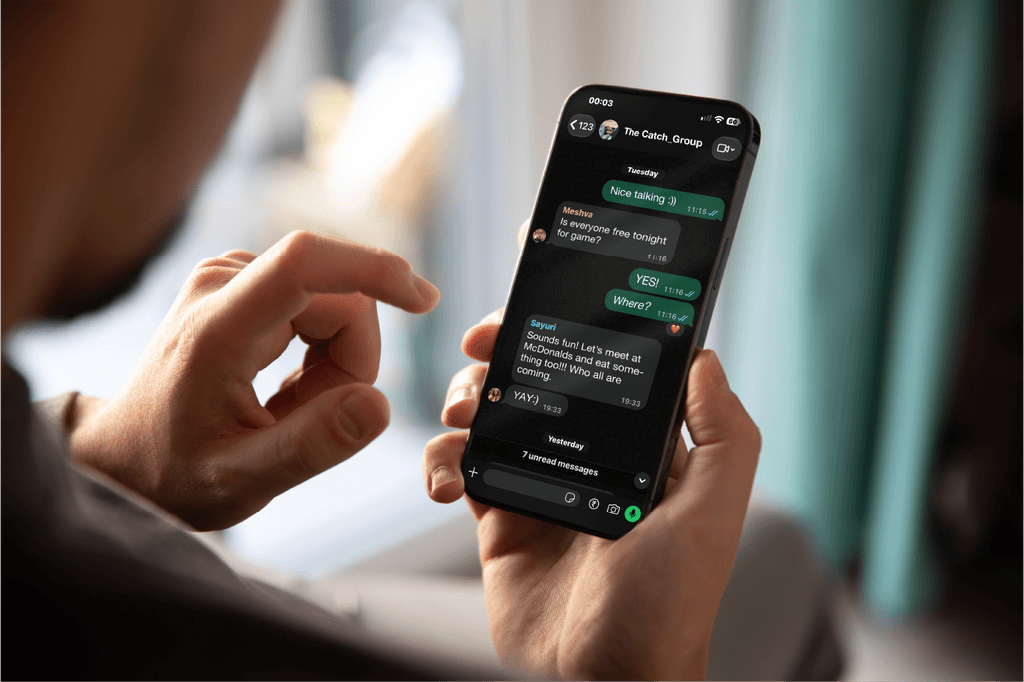 00:03
66
123
The Catch_Group
Tuesday
Nice talking :))
11:15
Meshva
Is everyone free tonight
for game?
11:16
YES!
11:16
Where?
11:16
Sayuri
Sounds fun! Let's meet at
McDonalds and eat some-
thing too!!! Who all are
coming.
19:33
YAY:)
19:33
Yesterday
7 unread messages